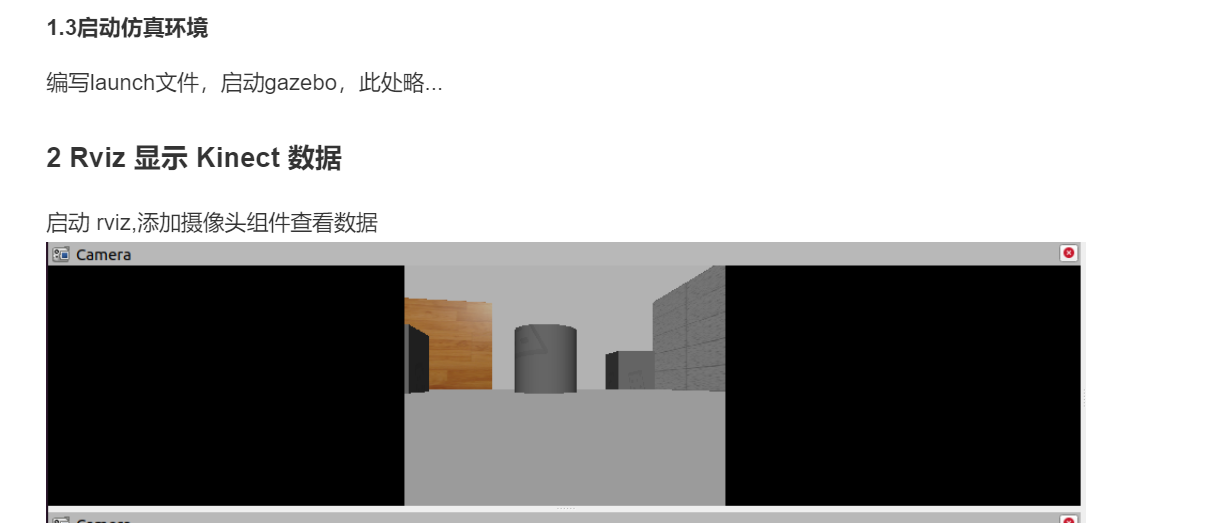 1.3启动仿真环境
编写launch文件，启动gazebo，此处略...
2 Rviz 显示 Kinect 数据
启动 rviz,添加摄像头组件查看数据
Camera
Camera